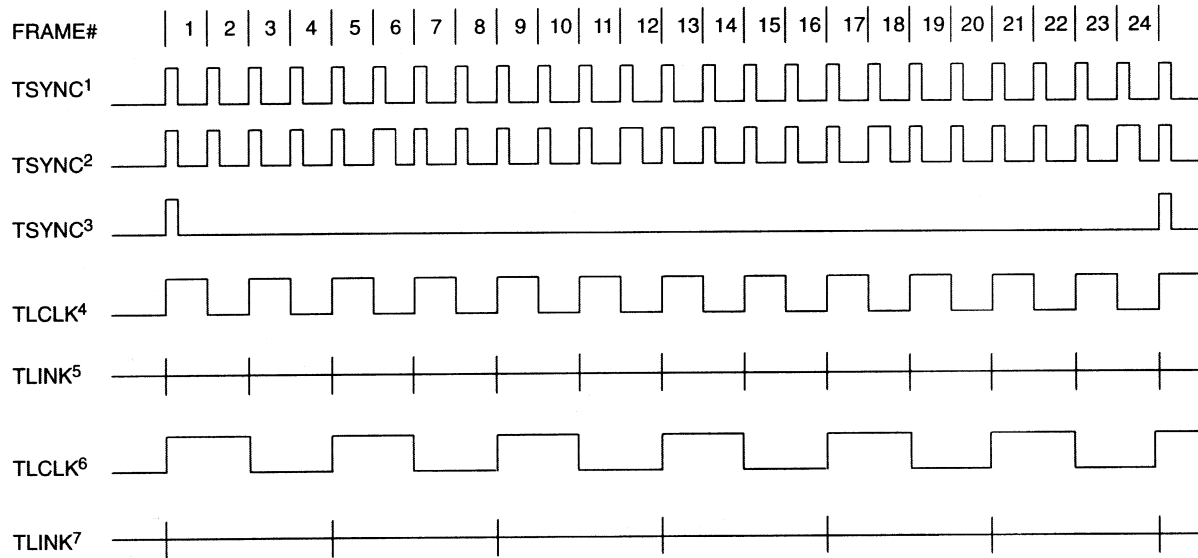 FRAME# 1 2 3 4 5 6 7 8 9 10 11 12 13 14 15 16 17 18 19 20 21 22 23 24
TSYNC1
TSYNC2
TSYNC3
TLCLK4
TLINK5
TLCLK6
TLINK7